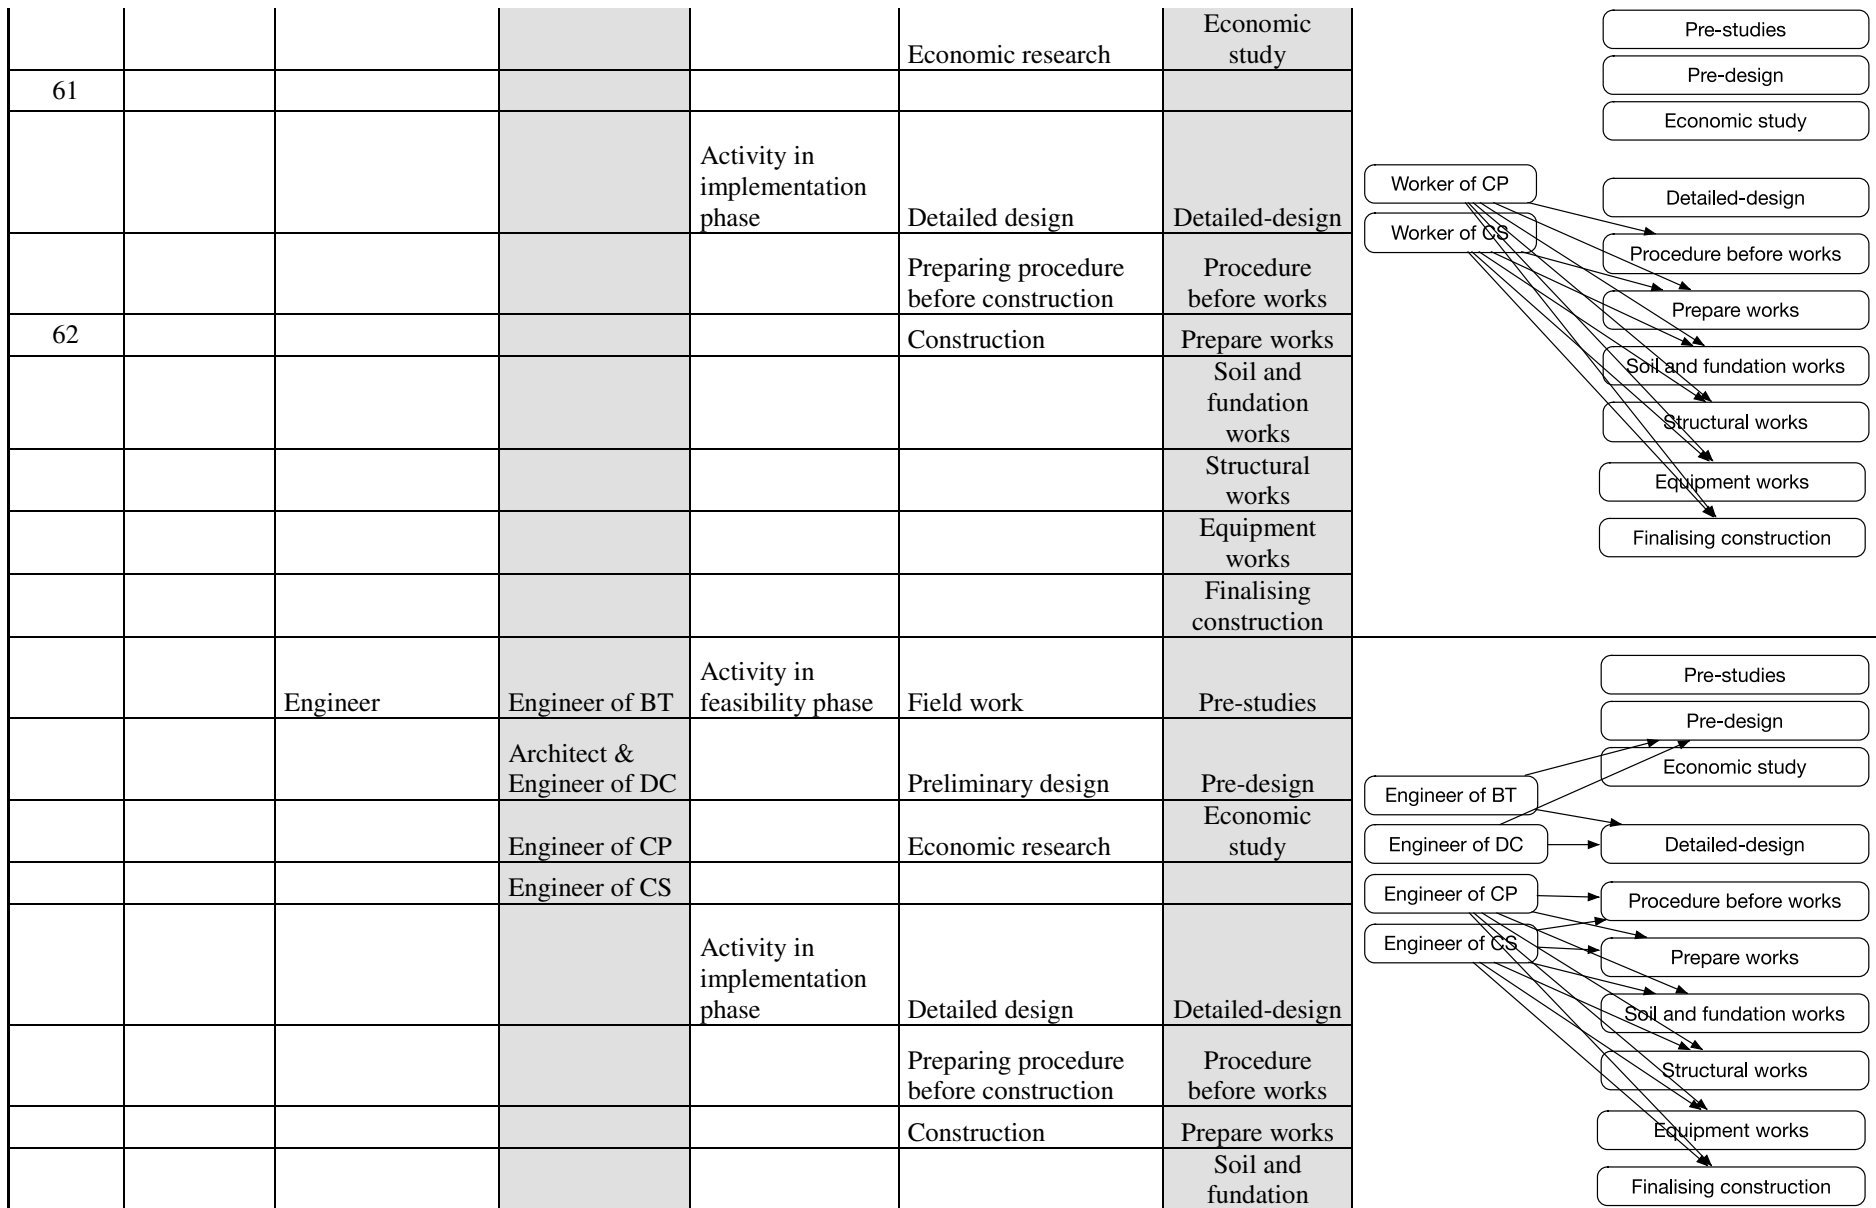 Economic
Economic research study
61
Activity in
implementation
phase Detailed design Detailed-design
Preparing procedure Procedure
before construction before works
62 Construction Prepare works
Soil and
fundation
works
Structural
works
Equipment
works
Finalising
construction
Activity in
Engineer Engineer of BT feasibility phase Field work Pre-studies
Architect &
Engineer of DC Preliminary design Pre-design
Economic
Engineer of CP Economic research study
Engineer of CS
Activity in
implementation
phase Detailed design Detailed-design
Preparing procedure Procedure
before construction before works
Construction Prepare works
Soil and
fundation
Pre-studies
Pre-design
Economic study
Worker of CP
Detailed-design
Worker of CS
Procedure before works
Prepare works
Soil and fundation works
Structural works
Equipment works
Finalising construction
Pre-studies
Pre-design
Economic study
Engineer of BT
Engineer of DC
Detailed-design
Engineer of CP
Procedure before works
Engineer of CS
Prepare works
Soil and fundation works
Structural works
Equipment works
Finalising construction